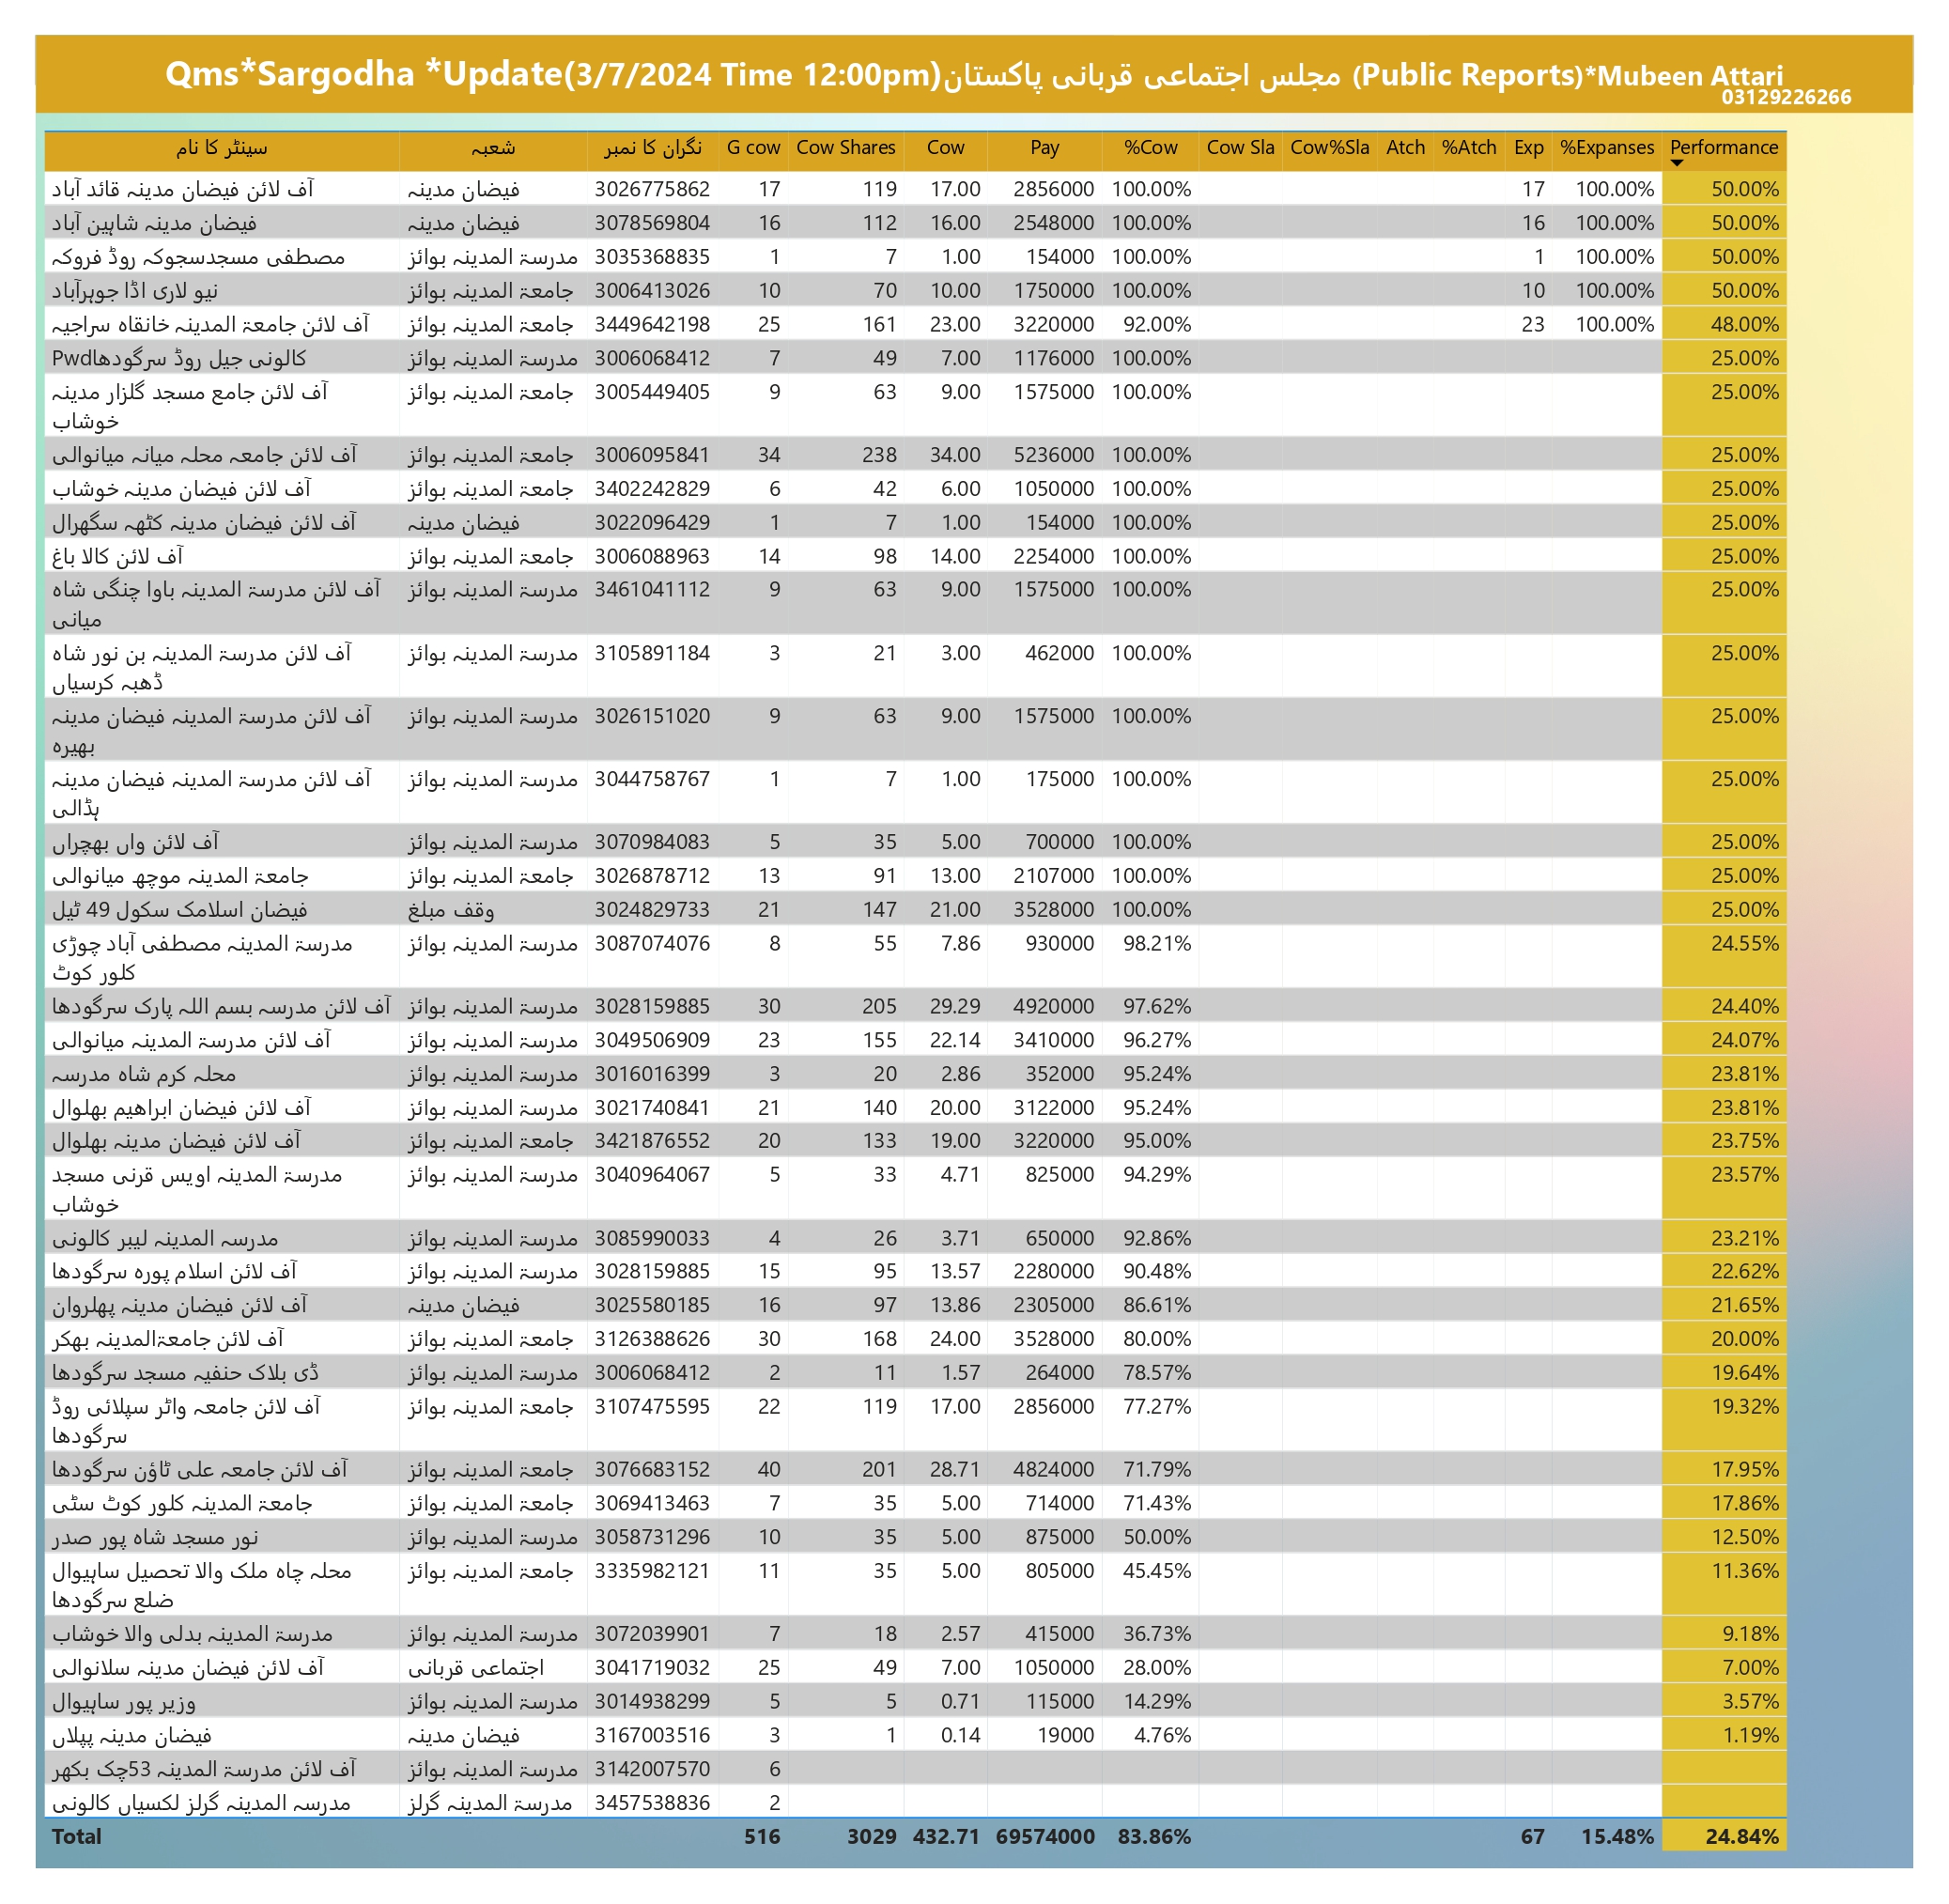 Qms*Sargodha *Update(3/7/2024 Time 12:00pm)مجلس اجتماعی قربانی پاکستان (Public Reports)*Mubeen Attari
03129226266
سینٹر کا نام شعبہ نگران کا نمبر G cow Cow Shares Cow Pay %Cow Cow Sla Cow%Sla Atch %Atch Exp %Expanses Performance
آف لائن فیضان مدینہ قائد آباد فیضان مدینہ 3026775862 17 119 17.00 2856000 100.00% 17 100.00% 50.00%
فیضان مدینہ شاہین آباد فیضان مدینہ 3078569804 16 112 16.00 2548000 100.00% 16 100.00% 50.00%
مصطفی مسجدسجوکہ روڈ فروکہ مدرسۃ المدینہ بوائز 3035368835 1 7 1.00 154000 100.00% 1 100.00% 50.00%
نیو لاری اڈا جوہرآباد جامعۃ المدینہ بوائز 3006413026 10 70 10.00 1750000 100.00% 10 100.00% 50.00%
آف لائن جامعۃ المدینہ خانقاہ سراجیہ جامعۃ المدینہ بوائز 3449642198 25 161 23.00 3220000 92.00% 23 100.00% 48.00%
Pwdکالونی جیل روڈ سرگودھا مدرسۃ المدینہ بوائز 3006068412 7 49 7.00 1176000 100.00% 25.00%
آف لائن جامع مسجد گلزار مدینہ جامعۃ المدینہ بوائز 3005449405 9 63 9.00 1575000 100.00% 25.00%
خوشاب
آف لائن جامعہ محلہ میانہ میانوالی جامعۃ المدینہ بوائز 3006095841 34 238 34.00 5236000 100.00% 25.00%
آف لائن فیضان مدینہ خوشاب جامعۃ المدینہ بوائز 3402242829 6 42 6.00 1050000 100.00% 25.00%
آف لائن فیضان مدینہ کٹھہ سگھرال فیضان مدینہ 3022096429 1 7 1.00 154000 100.00% 25.00%
آف لائن کالا باغ جامعۃ المدینہ بوائز 3006088963 14 98 14.00 2254000 100.00% 25.00%
آف لائن مدرسۃ المدینہ باوا چنگی شاہ مدرسۃ المدینہ بوائز 3461041112 9 63 9.00 1575000 100.00% 25.00%
میانی
آف لائن مدرسۃ المدینہ بن نور شاہ مدرسۃ المدینہ بوائز 3105891184 3 21 3.00 462000 100.00% 25.00%
ڈھبہ کرسیاں
آف لائن مدرسۃ المدینہ فیضان مدینہ مدرسۃ المدینہ بوائز 3026151020 9 63 9.00 1575000 100.00% 25.00%
بھیرہ
آف لائن مدرسۃ المدینہ فیضان مدینہ مدرسۃ المدینہ بوائز 3044758767 1 7 1.00 175000 100.00% 25.00%
ہڈالی
آف لائن واں بھچراں مدرسۃ المدینہ بوائز 3070984083 5 35 5.00 700000 100.00% 25.00%
جامعۃ المدینہ موچھ میانوالی جامعۃ المدینہ بوائز 3026878712 13 91 13.00 2107000 100.00% 25.00%
فیضان اسلامک سکول 49 ٹیل وقف مبلغ 3024829733 21 147 21.00 3528000 100.00% 25.00%
مدرسۃ المدینہ مصطفی آباد چوڑی مدرسۃ المدینہ بوائز 3087074076 8 55 7.86 930000 98.21% 24.55%
کلور کوٹ
آف لائن مدرسہ بسم اللہ پارک سرگودھا مدرسۃ المدینہ بوائز 3028159885 30 205 29.29 4920000 97.62% 24.40%
آف لائن مدرسۃ المدینہ میانوالی مدرسۃ المدینہ بوائز 3049506909 23 155 22.14 3410000 96.27% 24.07%
محلہ کرم شاہ مدرسہ مدرسۃ المدینہ بوائز 3016016399 3 20 2.86 352000 95.24% 23.81%
آف لائن فیضان ابراھیم بھلوال مدرسۃ المدینہ بوائز 3021740841 21 140 20.00 3122000 95.24% 23.81%
آف لائن فیضان مدینہ بھلوال جامعۃ المدینہ بوائز 3421876552 20 133 19.00 3220000 95.00% 23.75%
مدرسۃ المدینہ اویس قرنی مسجد مدرسۃ المدینہ بوائز 3040964067 5 33 4.71 825000 94.29% 23.57%
خوشاب
مدرسہ المدینہ لیبر کالونی مدرسۃ المدینہ بوائز 3085990033 4 26 3.71 650000 92.86% 23.21%
آف لائن اسلام پورہ سرگودھا مدرسۃ المدینہ بوائز 3028159885 15 95 13.57 2280000 90.48% 22.62%
آف لائن فیضان مدینہ پھلروان فیضان مدینہ 3025580185 16 97 13.86 2305000 86.61% 21.65%
آف لائن جامعۃالمدینہ بھکر جامعۃ المدینہ بوائز 3126388626 30 168 24.00 3528000 80.00% 20.00%
ڈی بلاک حنفیہ مسجد سرگودھا مدرسۃ المدینہ بوائز 3006068412 2 11 1.57 264000 78.57% 19.64%
آف لائن جامعہ واٹر سپلائی روڈ جامعۃ المدینہ بوائز 3107475595 22 119 17.00 2856000 77.27% 19.32%
سرگودھا
آف لائن جامعہ علی ٹاؤن سرگودھا جامعۃ المدینہ بوائز 3076683152 40 201 28.71 4824000 71.79% 17.95%
جامعۃ المدینہ کلور کوٹ سٹی جامعۃ المدینہ بوائز 3069413463 7 35 5.00 714000 71.43% 17.86%
نور مسجد شاہ پور صدر مدرسۃ المدینہ بوائز 3058731296 10 35 5.00 875000 50.00% 12.50%
محلہ چاہ ملک والا تحصیل ساہیوال جامعۃ المدینہ بوائز 3335982121 11 35 5.00 805000 45.45% 11.36%
ضلع سرگودھا
مدرسۃ المدینہ بدلی والا خوشاب مدرسۃ المدینہ بوائز 3072039901 7 18 2.57 415000 36.73% 9.18%
آف لائن فیضان مدینہ سلانوالی اجتماعی قربانی 3041719032 25 49 7.00 1050000 28.00% 7.00%
وزیر پور ساہیوال مدرسۃ المدینہ بوائز 3014938299 5 5 0.71 115000 14.29% 3.57%
فیضان مدینہ پپلاں فیضان مدینہ 3167003516 3 1 0.14 19000 4.76% 1.19%
آف لائن مدرسۃ المدینہ 53چک بکھر مدرسۃ المدینہ بوائز 3142007570 6
مدرسہ المدینہ گرلز لکسیاں کالونی مدرسۃ المدینہ گرلز 3457538836 2
Total 516 3029 432.71 69574000 83.86% 67 15.48% 24.84%